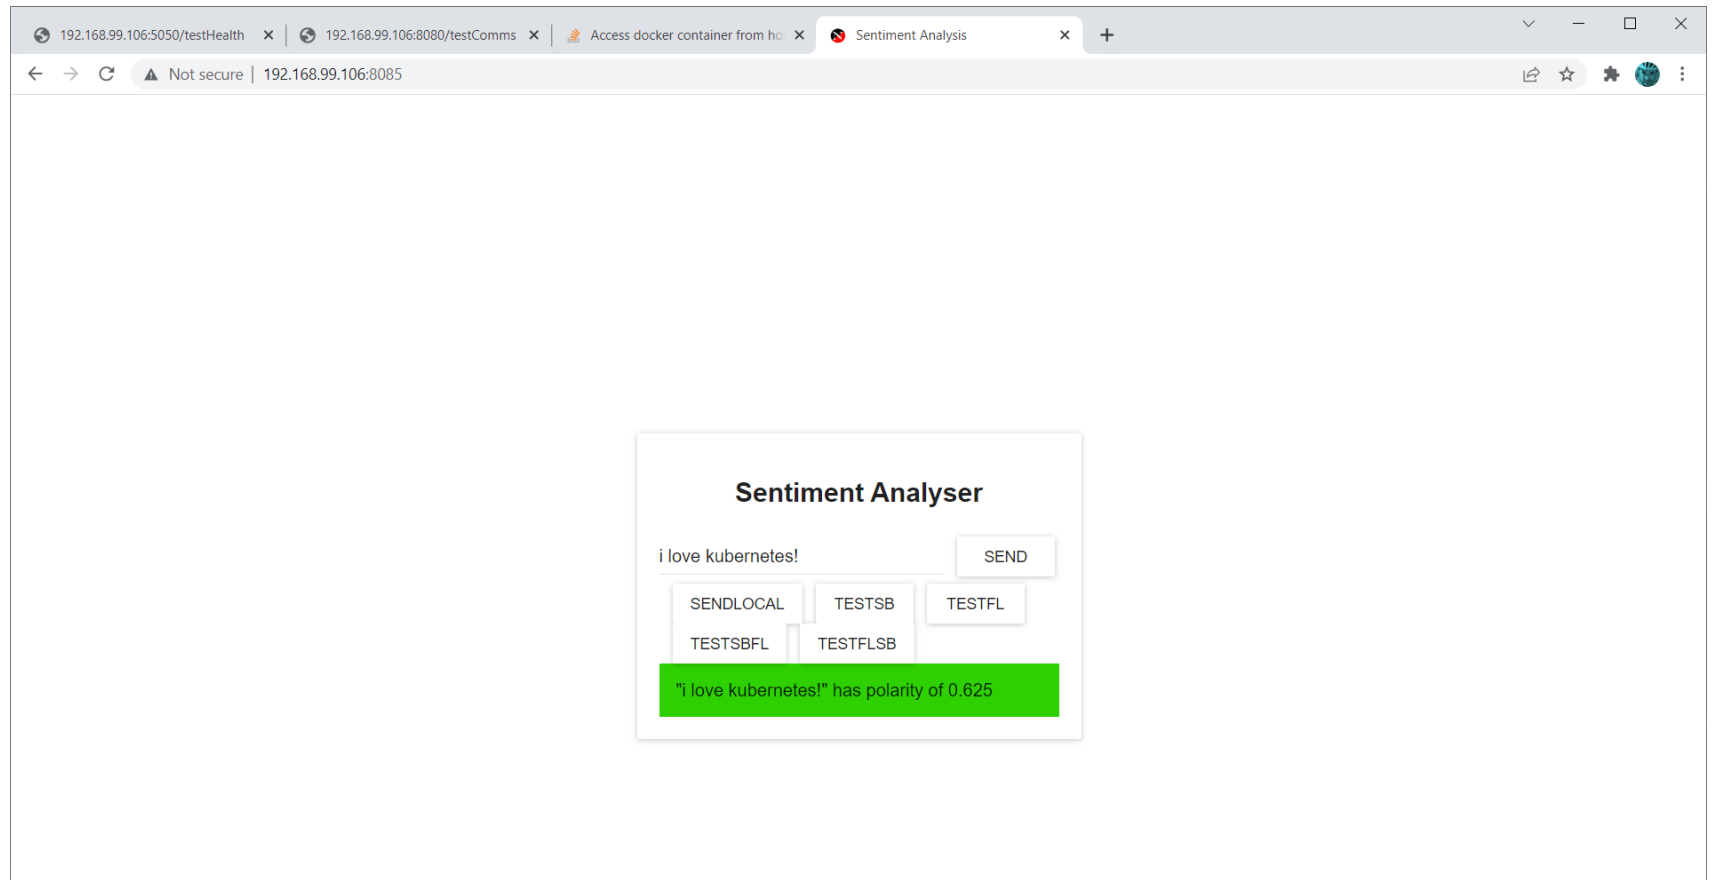 192.168.99.106:5050/testHealth 192.168.99.106:8080/testComms Access docker container from ho Sentiment Analysis
Not secure 192.168.99.106:8085
Sentiment Analyser
i love kubernetes! SEND
SENDLOCAL TESTSB TESTFL
TESTSBFL TESTFLSB
"i love kubernetes!" has polarity of 0.625